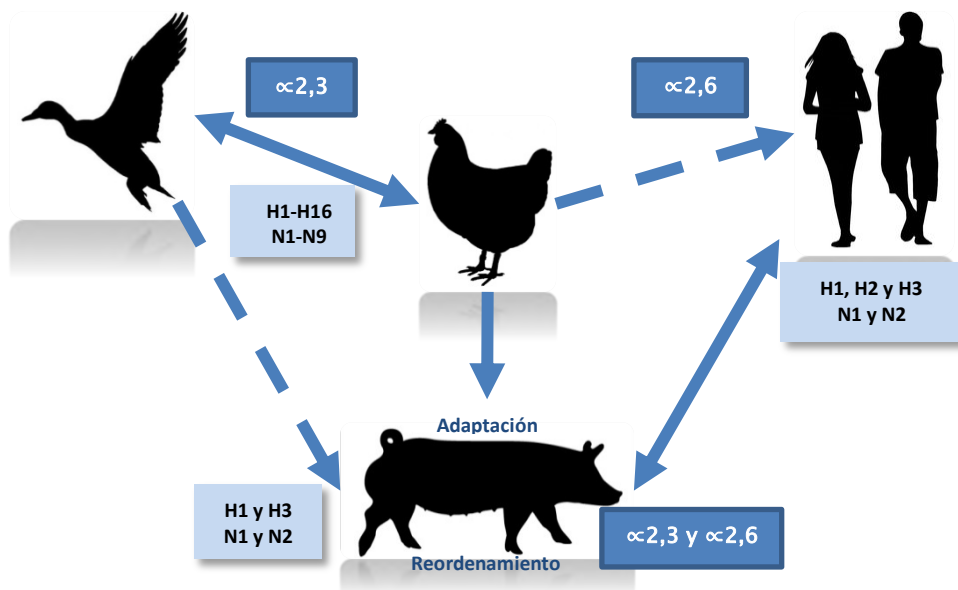 ∝2,3
∝2,6
H1-H16
N1-N9
H1, H2 y H3
N1 y N2
Adaptación
H1 y H3
N1 y N2
∝2,3 y ∝2,6
Reordenamiento